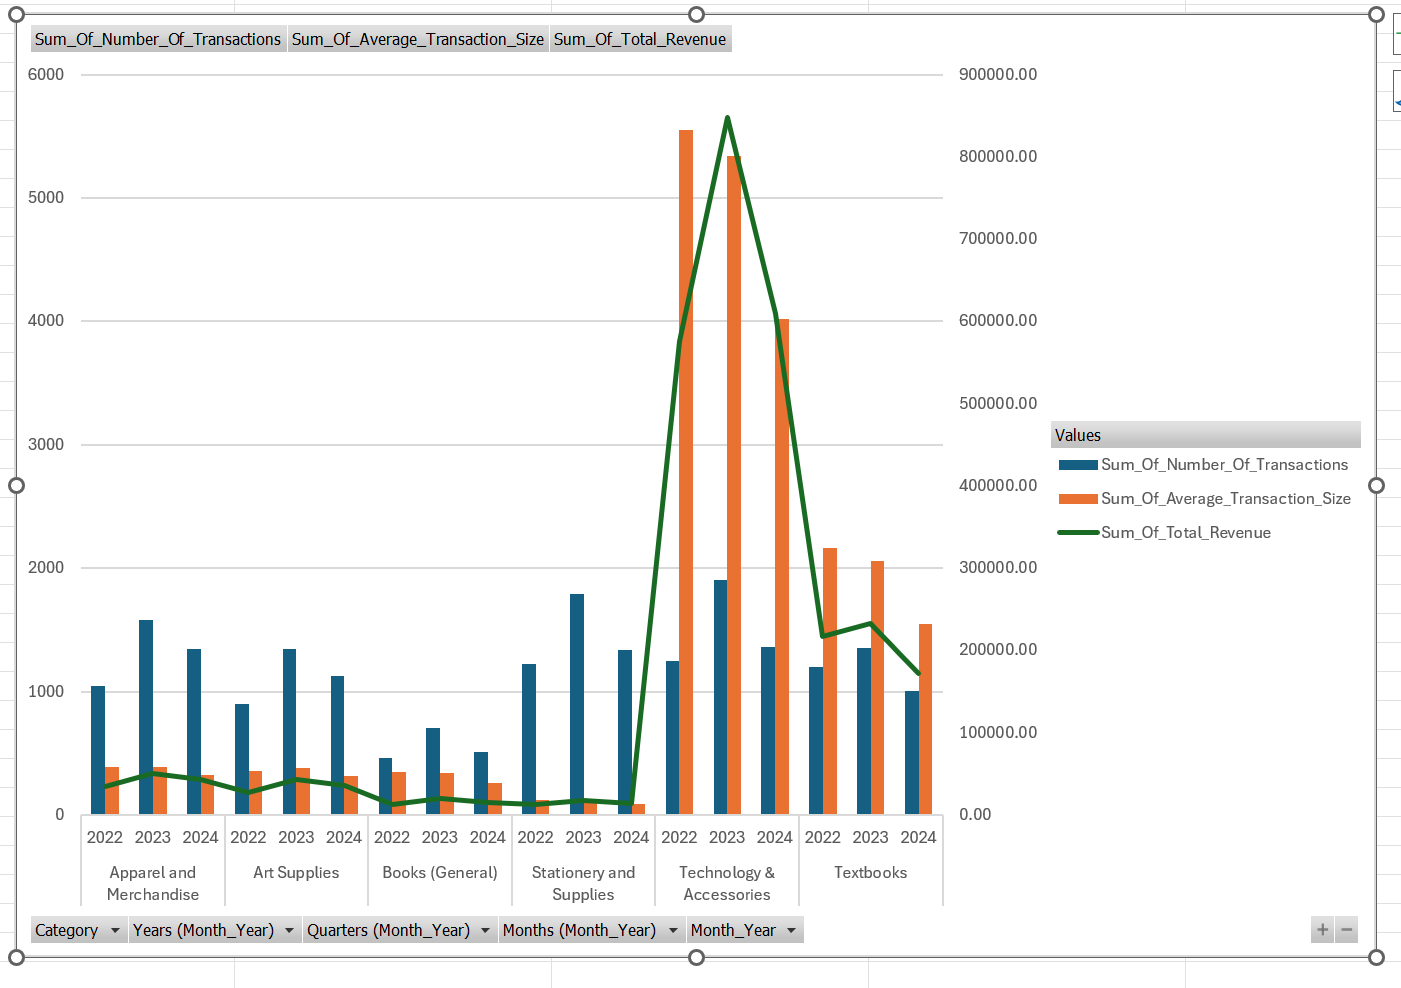 Sum_Of_Number_Of_Transactions Sum_Of_Average_Transaction_Size Sum_Of_Total_Revenue
6000
5000
4000
3000
2000
1000
0
900000.00
800000.00
700000.00
600000.00
500000.00
400000.00
300000.00
200000.00
100000.00
0.00
Values
Sum_Of_Number_Of_Transactions
Sum_Of_Average_Transaction_Size
Sum_Of_Total_Revenue
2022 2023 2024 2022 2023 2024 2022 2023 2024 2022 2023 2024 2022 2023 2024 2022 2023 2024
Apparel and
Merchandise
Art Supplies
Books (General)
Stationery and
Supplies
Technology &
Accessories
Textbooks
Category Years (Month_Year) Quarters (Month_Year) Months (Month_Year) Month_Year
+ −